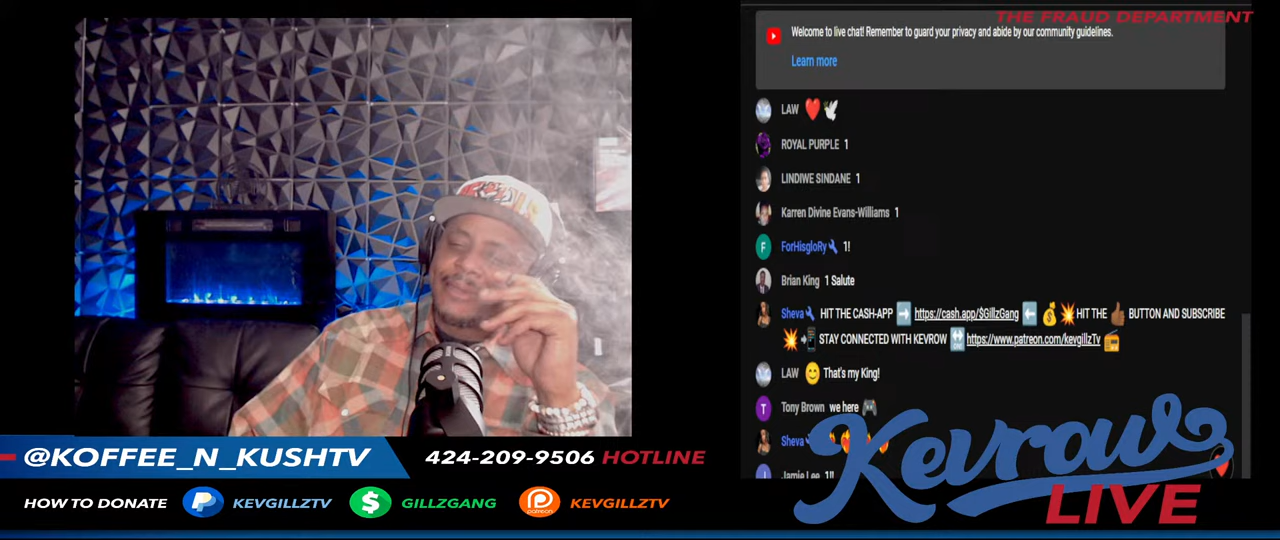 THE FRAUD DEPARTMENT
Welcome to live chat! Remember to guard your privacy and abide by our community guidelines.
Learn more
LAW ❤️ 🕊️
ROYAL PURPLE 1
LINDIWE SINDANE 1
Karren Divine Evans-Williams 1
F ForHisgloRy 🔧 1!
Brian King 1 Salute
Sheva 🔧 HIT THE CASH-APP ➡️ https://cash.app/$GillzGang ⬅️ 💰 💥 HIT THE 👍🏾 BUTTON AND SUBSCRIBE
💥 📲 STAY CONNECTED WITH KEVROW https://www.patreon.com/kevgillzTv 📻
LAW 😊 That's my King!
T Tony Brown we here 🎮
Sheva
J Jamie Lee 1!!
Kevrow
LIVE
@KOFFEE_N_KUSHTV
424-209-9506 HOTLINE
HOW TO DONATE KEVGILLZTV GILLZGANG patreon KEVGILLZTV